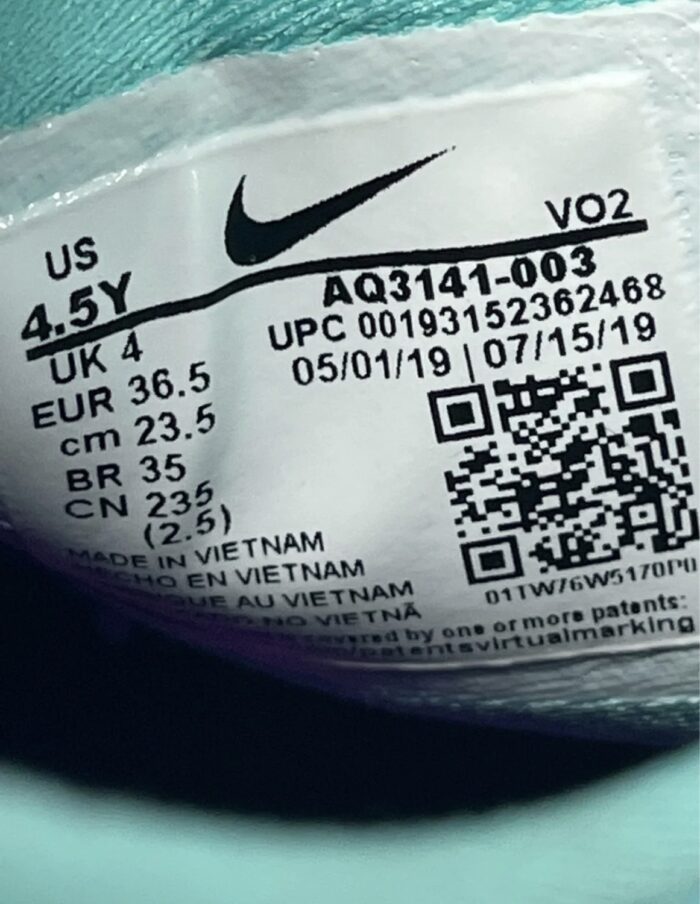 VO2
US
4.5Y
UK 4
EUR 36.5
cm 23.5
BR 35
CN 235
(2.5)
AQ3141-003
UPC 00193152362468
05/01/19 | 07/15/19
01TW76W5170P0
MADE IN VIETNAM
EN VIETNAM
AU VIETNAM
NO VIETNÃ
by one or more patents:
/patentsvirtualmarking